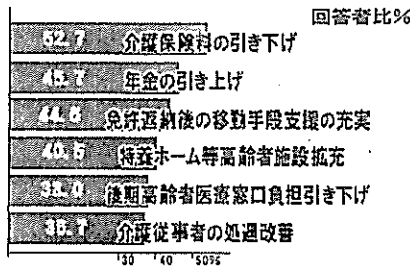 回答者比%
52.7 介護保険料の引き下げ
45.7 年金の引き上げ
44.6 免許返納後の移動手段支援の充実
40.5 特養ホーム等高齢者施設拡充
38.0 後期高齢者医療窓口負担引き下げ
介護従事者の処遇改善
30 40 50%